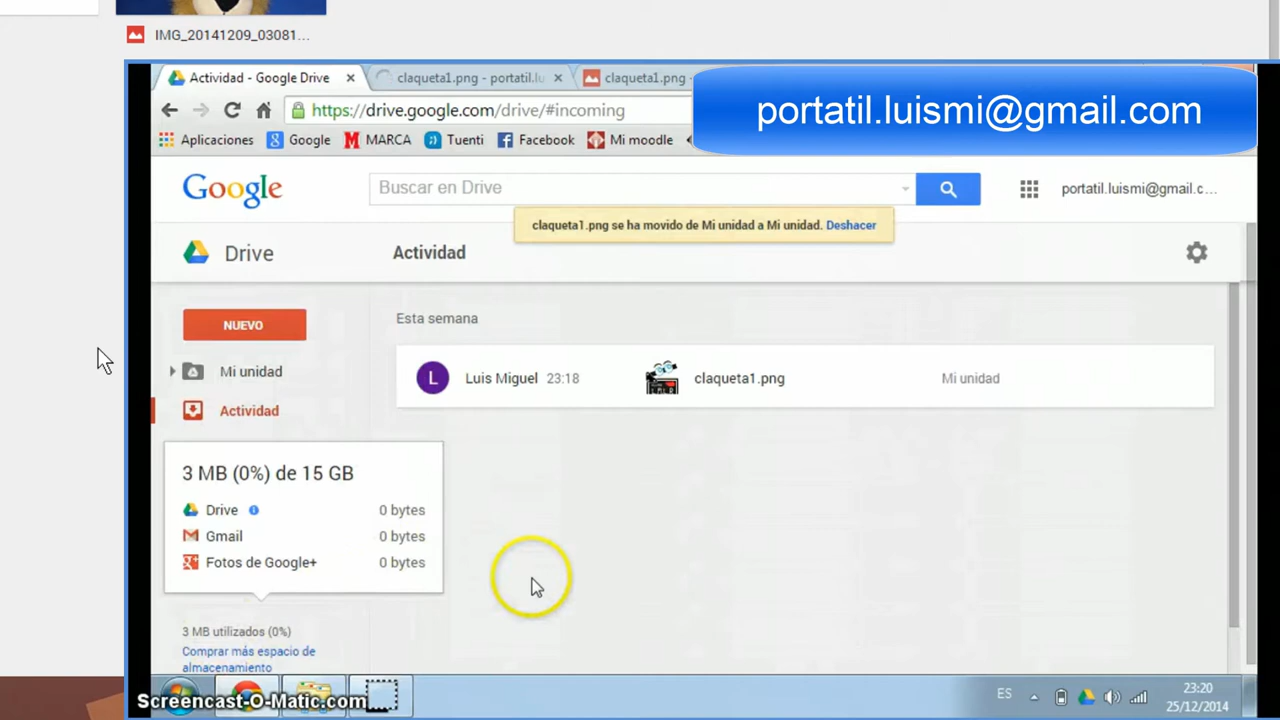 IMG_20141209_03081...
Actividad - Google Drive
claqueta1.png - portatil.lu
claqueta1.png -
portatil.luismi@gmail.com
https://drive.google.com/drive/#incoming
Aplicaciones Google MARCA Tuenti Facebook Mi moodle
Google Buscar en Drive portatil.luismi@gmail.c...
claqueta1.png se ha movido de Mi unidad a Mi unidad. Deshacer
Drive Actividad
NUEVO Esta semana
Mi unidad
L Luis Miguel 23:18 claqueta1.png Mi unidad
Actividad
3 MB (0%) de 15 GB
Drive 0 bytes
Gmail 0 bytes
Fotos de Google+ 0 bytes
3 MB utilizados (0%)
Comprar más espacio de
almacenamiento
Screencast-O-Matic.com
ES 23:20
25/12/2014